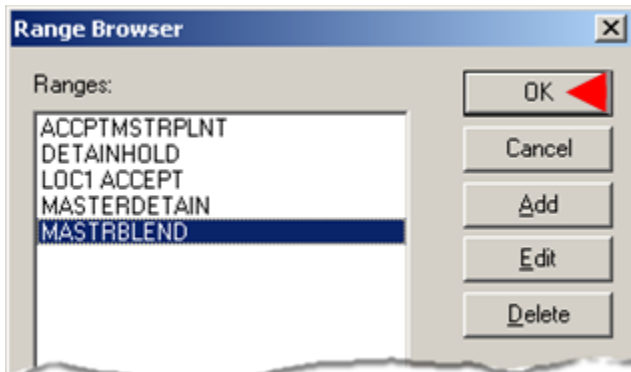 Range Browser
Ranges:
ACCPTMSTRPLNT
DETAINHOLD
LOC1 ACCEPT
MASTERDETAIN
MASTRBLEND
OK
Cancel
Add
Edit
Delete